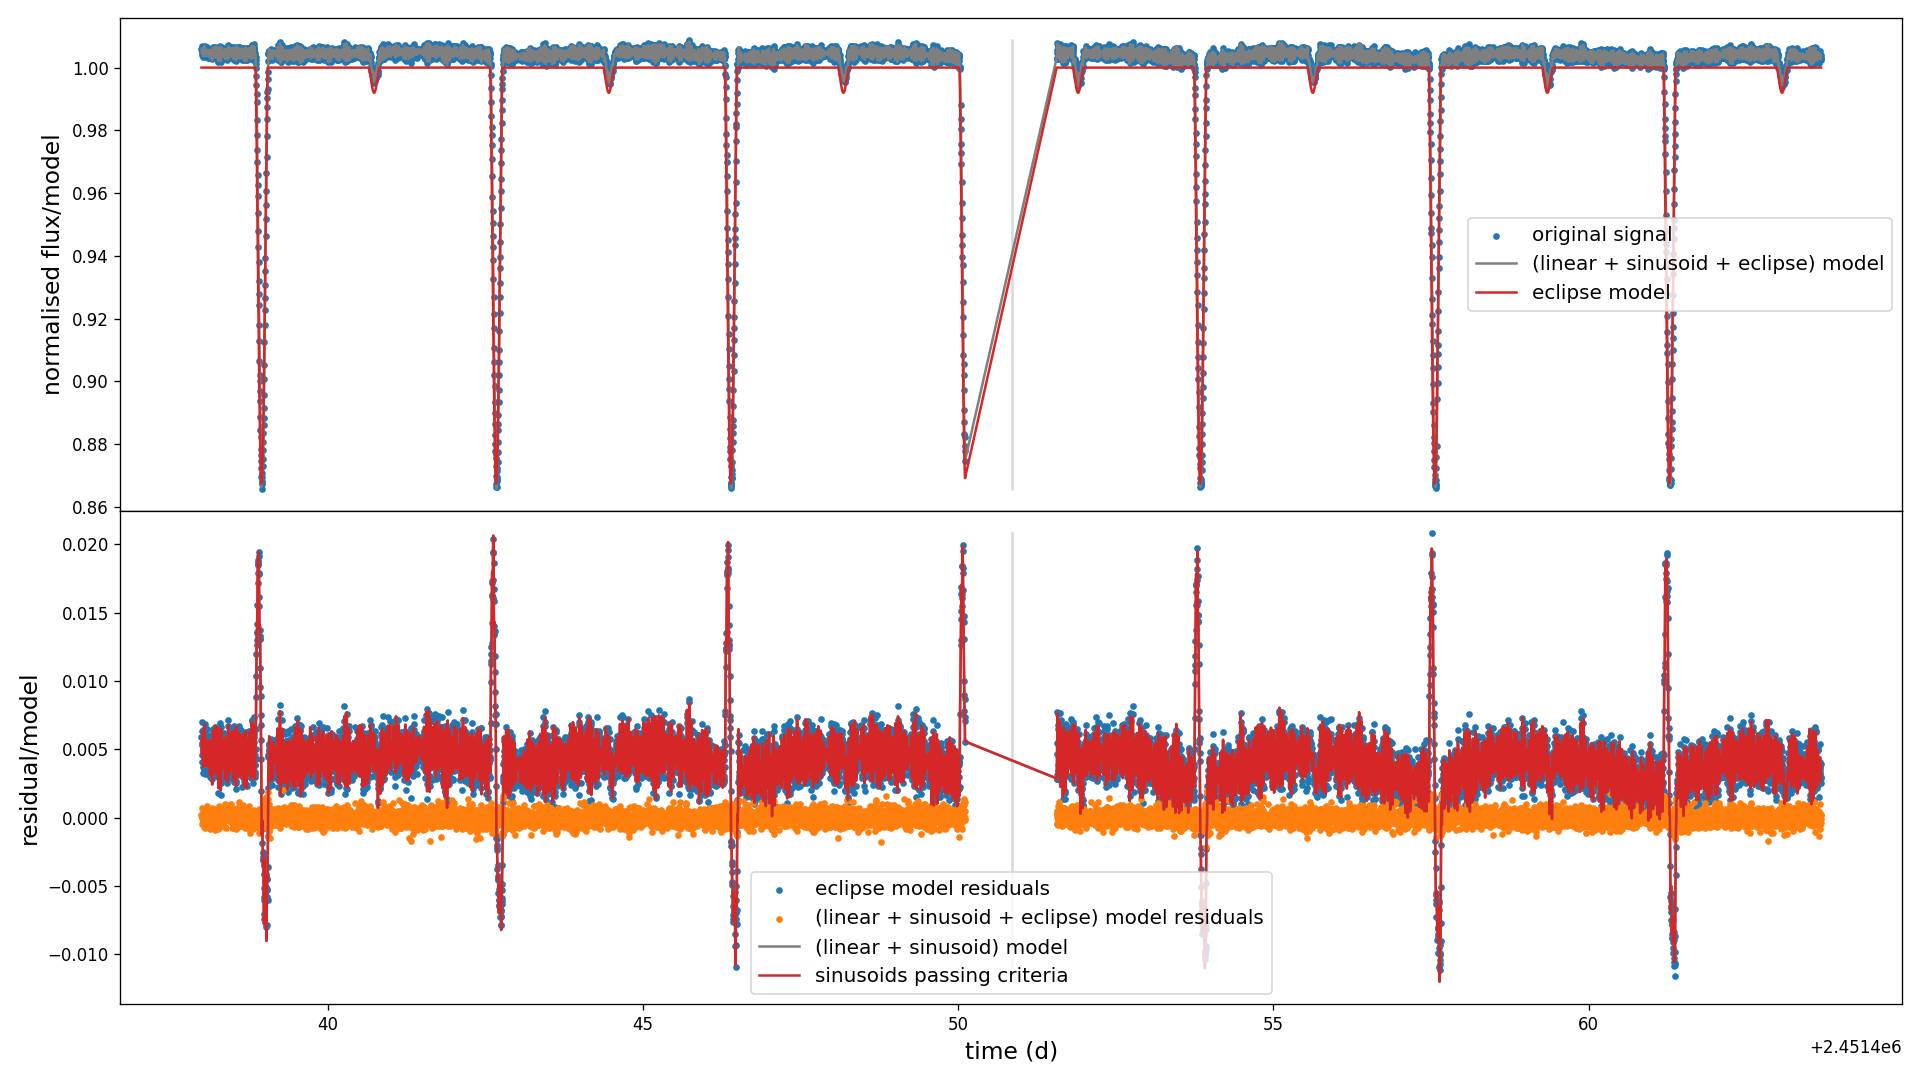 1.00
0.98
0.96
0.94
0.92
0.90
0.88
0.86
normalised flux/model
original signal
(linear + sinusoid + eclipse) model
eclipse model
0.020
0.015
0.010
0.005
0.000
−0.005
−0.010
residual/model
eclipse model residuals
(linear + sinusoid + eclipse) model residuals
(linear + sinusoid) model
sinusoids passing criteria
40 45 50 55 60
time (d)
+2.4514e6